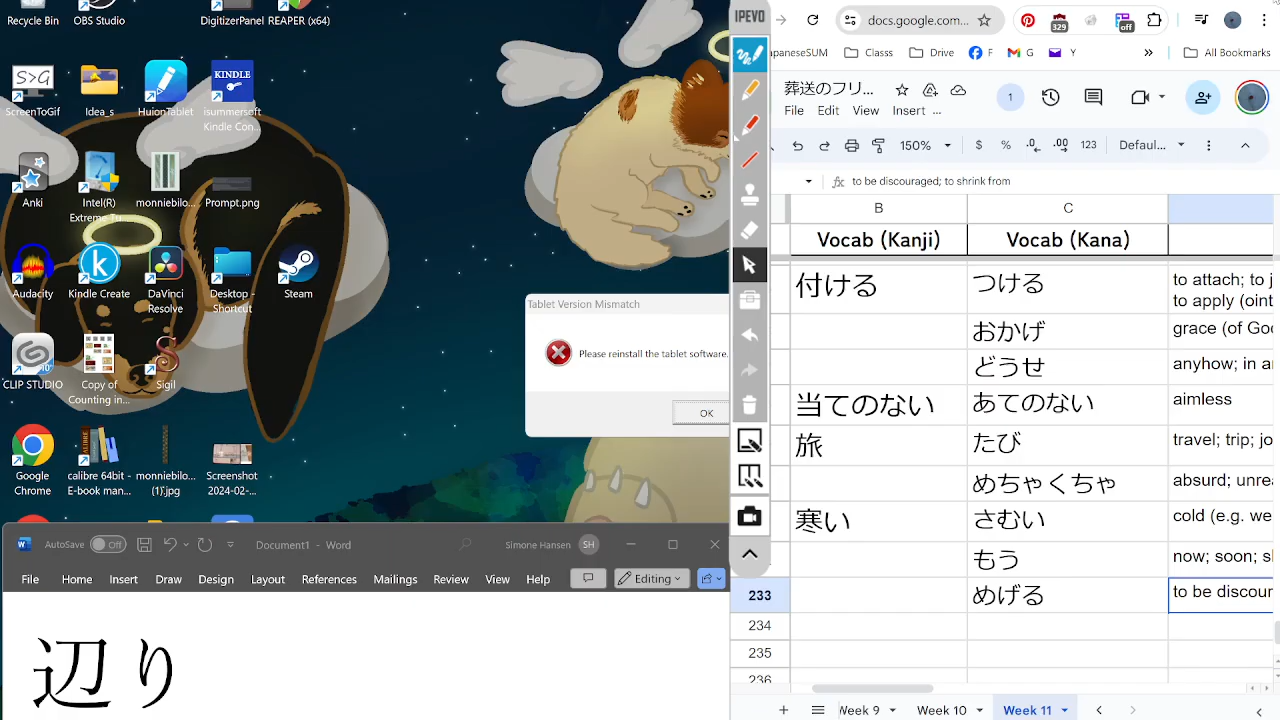 Recycle Bin
OBS Studio
DigitizerPanel
REAPER (x64)
S>G
ScreenToGif
Idea_s
HuionTablet
KINDLE
isummersoft
Kindle Con...
Anki
Intel(R)
Extreme Tu...
monniebilo...
Prompt.png
Audacity
Kindle Create
DaVinci
Resolve
Desktop -
Shortcut
Steam
CLIP STUDIO
Copy of
Counting in...
Sigil
Google
Chrome
calibre 64bit -
E-book man...
monniebilo...
(1).jpg
Screenshot
2024-02-...
Tablet Version Mismatch
Please reinstall the tablet software.
OK
AutoSave
Off
Document1 - Word
Simone Hansen
SH
File
Home
Insert
Draw
Design
Layout
References
Mailings
Review
View
Help
Editing
辺り
IPEVO
docs.google.com...
329
off
apaneseSUM
Classs
Drive
F
G
Y
»
All Bookmarks
葬送のフリ...
1
File
Edit
View
Insert
...
150%
$
%
.0
.00
123
Defaul...
fx
to be discouraged; to shrink from
B
C
Vocab (Kanji)
Vocab (Kana)
付ける
つける
to attach; to j
to apply (oint
おかげ
grace (of Go
どうせ
anyhow; in a
当てのない
あてのない
aimless
旅
たび
travel; trip; jo
めちゃくちゃ
absurd; unrea
寒い
さむい
cold (e.g. we
もう
now; soon; s
233
めげる
to be discour
234
235
236
Week 9
Week 10
Week 11